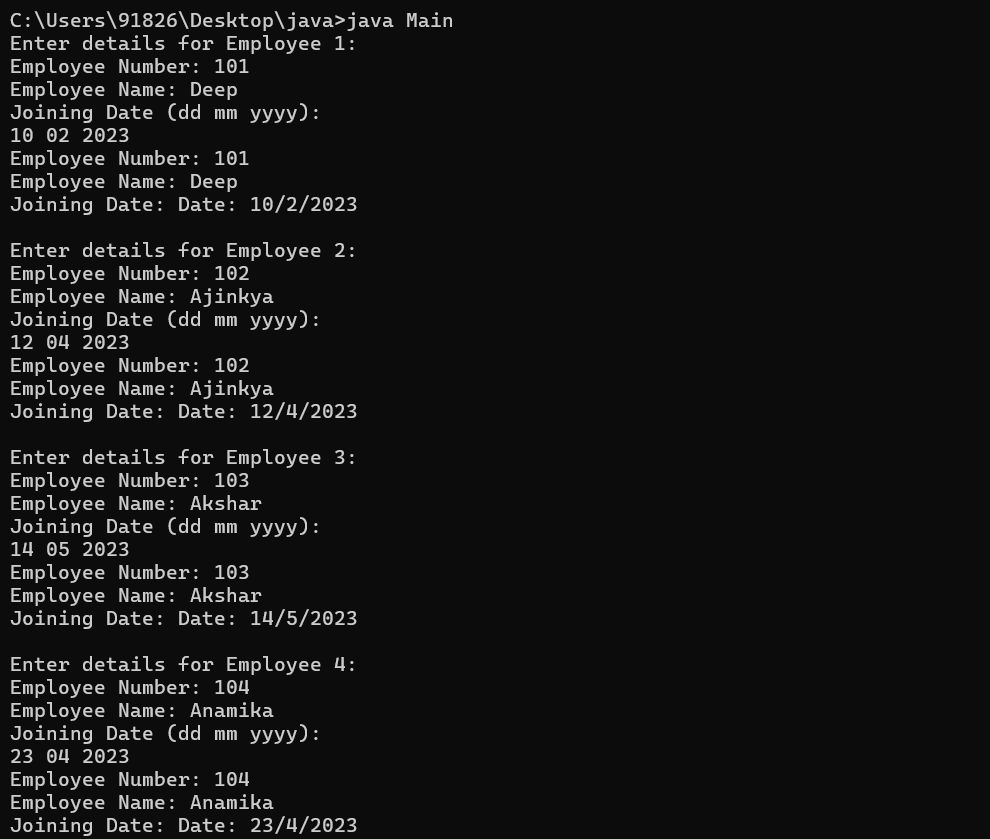 C:\Users\91826\Desktop\java>java Main
Enter details for Employee 1:
Employee Number: 101
Employee Name: Deep
Joining Date (dd mm yyyy):
10 02 2023
Employee Number: 101
Employee Name: Deep
Joining Date: Date: 10/2/2023

Enter details for Employee 2:
Employee Number: 102
Employee Name: Ajinkya
Joining Date (dd mm yyyy):
12 04 2023
Employee Number: 102
Employee Name: Ajinkya
Joining Date: Date: 12/4/2023

Enter details for Employee 3:
Employee Number: 103
Employee Name: Akshar
Joining Date (dd mm yyyy):
14 05 2023
Employee Number: 103
Employee Name: Akshar
Joining Date: Date: 14/5/2023

Enter details for Employee 4:
Employee Number: 104
Employee Name: Anamika
Joining Date (dd mm yyyy):
23 04 2023
Employee Number: 104
Employee Name: Anamika
Joining Date: Date: 23/4/2023